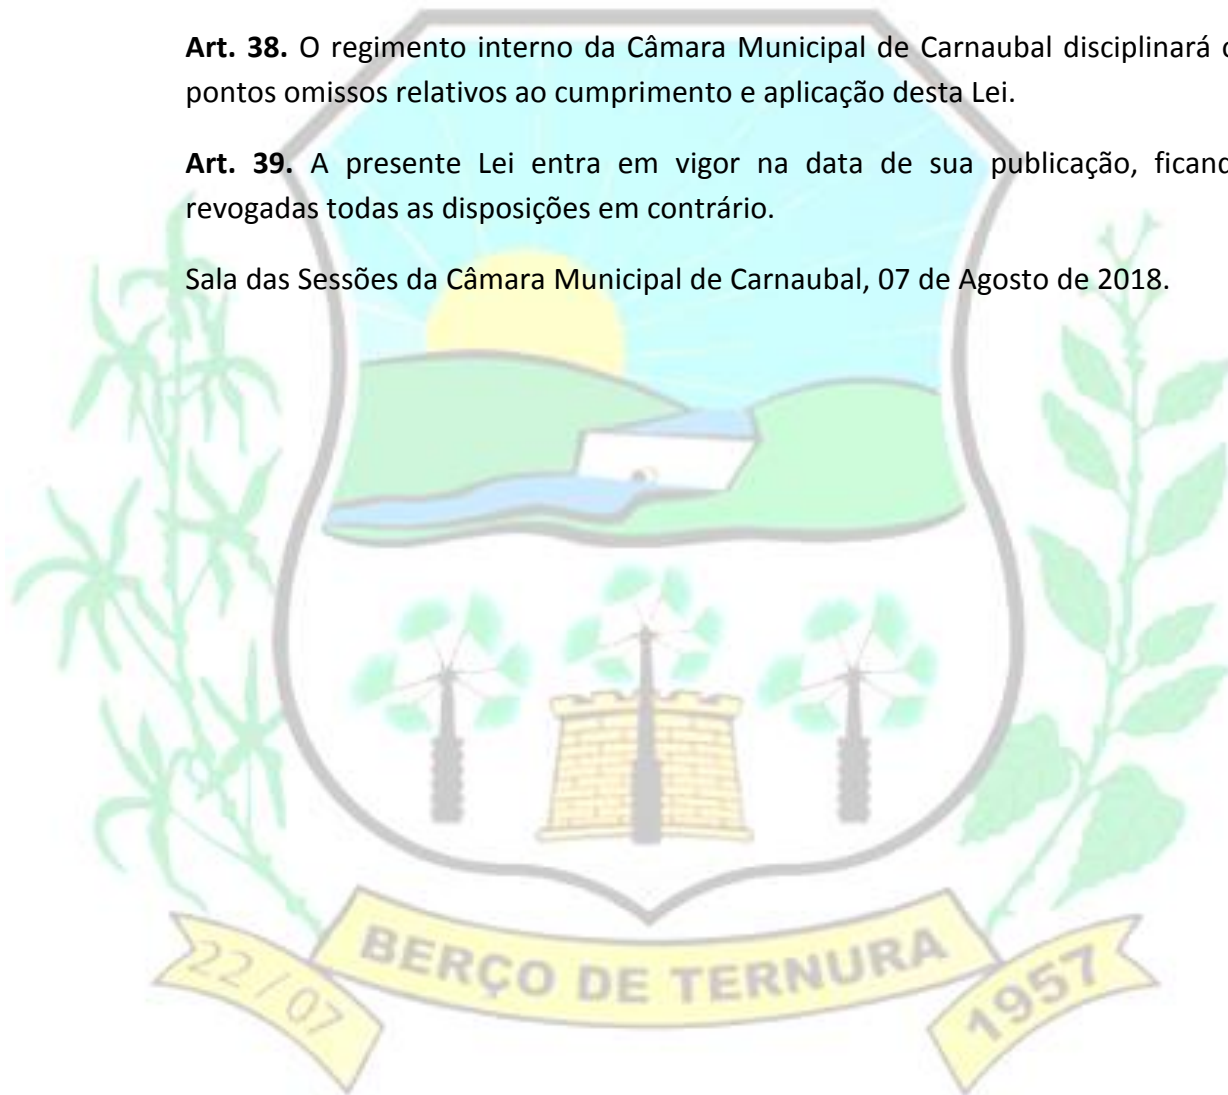 Art. 38. O regimento interno da Câmara Municipal de Carnaubal disciplinará
pontos omissos relativos ao cumprimento e aplicação desta Lei.
Art. 39. A presente Lei entra em vigor na data de sua publicação, ficand
revogadas todas as disposições em contrário.
Sala das Sessões da Câmara Municipal de Carnaubal, 07 de Agosto de 2018.
BERÇO DE TERNURA
22/07
1957